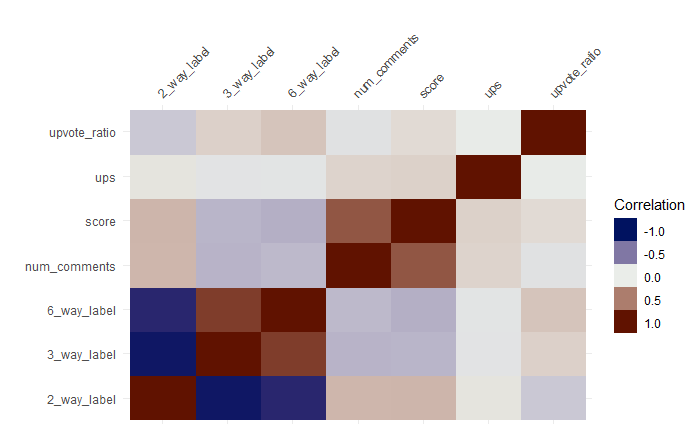 2_way_label
3_way_label
6_way_label
num_comments
score
ups
upvote_ratio
upvote_ratio
ups
score
num_comments
6_way_label
3_way_label
2_way_label
Correlation
-1.0
-0.5
0.0
0.5
1.0